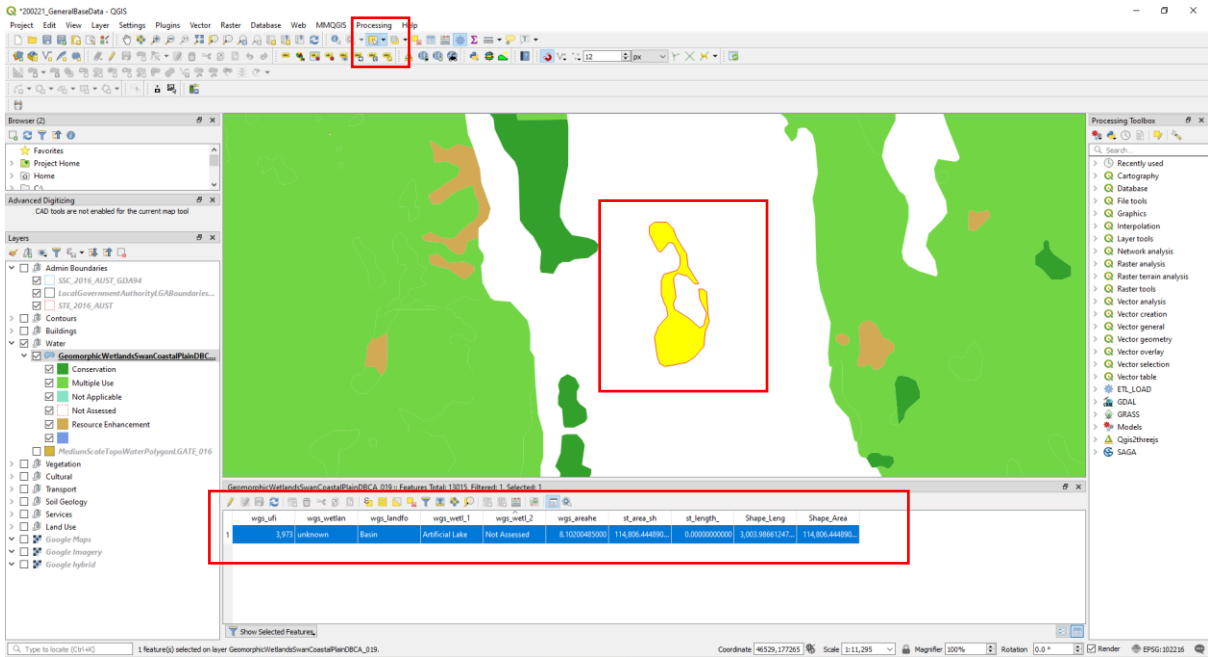 *200221_GeneralBaseData - QGIS
Project Edit View Layer Settings Plugins Vector Raster Database Web MMQGIS Processing Help
12 px
Browser (2)
Favorites
Project Home
Home
C:\
Advanced Digitizing
CAD tools are not enabled for the current map tool
Layers
Admin Boundaries
SSC_2016_AUST_GDA94
LocalGovernmentAuthorityLGABoundaries...
STE_2016_AUST
Contours
Buildings
Water
GeomorphicWetlandsSwanCoastalPlainDBC...
Conservation
Multiple Use
Not Applicable
Not Assessed
Resource Enhancement
MediumScaleTopoWaterPolygonLGATE_016
Vegetation
Cultural
Transport
Soil Geology
Services
Land Use
Google Maps
Google Imagery
Google hybrid
GeomorphicWetlandsSwanCoastalPlainDBCA_019 :: Features Total: 13015, Filtered: 1, Selected: 1
wgs_ufi wgs_wetlan wgs_landfo wgs_wetl_1 wgs_wetl_2 wgs_areahe st_area_sh st_length_ Shape_Leng Shape_Area
1 3,973 unknown Basin Artificial Lake Not Assessed 8.10200485000 114,806.444890... 0.00000000000 3,003.98661247... 114,806.444890...
Show Selected Features
Processing Toolbox
Search...
Recently used
Cartography
Database
File tools
Graphics
Interpolation
Layer tools
Network analysis
Raster analysis
Raster terrain analysis
Raster tools
Vector analysis
Vector creation
Vector general
Vector geometry
Vector overlay
Vector selection
Vector table
ETL_LOAD
GDAL
GRASS
Models
Qgis2threejs
SAGA
Type to locate (Ctrl+K) 1 feature(s) selected on layer GeomorphicWetlandsSwanCoastalPlainDBCA_019. Coordinate 46529,177265 Scale 1:11,295 Magnifier 100% Rotation 0.0 ° Render EPSG:102216